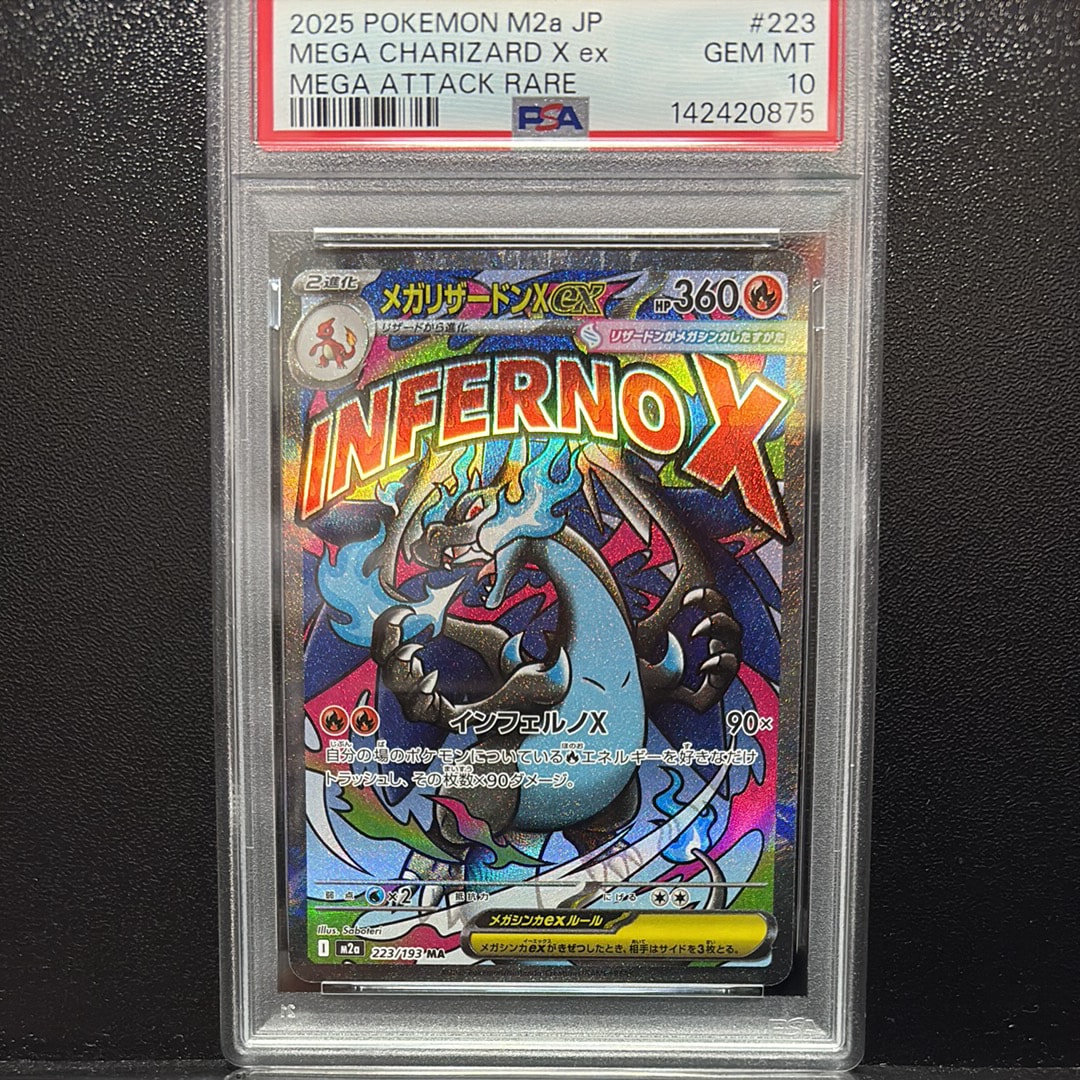 2025 POKEMON M2a JP #223
MEGA CHARIZARD X ex GEM MT
MEGA ATTACK RARE 10
PSA 142420875
2進化 メガリザードンXex HP360
リザードから進化 リザードンがメガシンカしたすがた
INFERNO X
インフェルノX 90×
自分の場のポケモンについているエネルギーを好きなだけ
トラッシュし、その枚数×90ダメージ。
弱点 ×2 抵抗力 にげる
メガシンカexルール
メガシンカexがきぜつしたとき、相手はサイドを3枚とる。
Illus. Saboteri
I m2a 223/193 MA
PSA